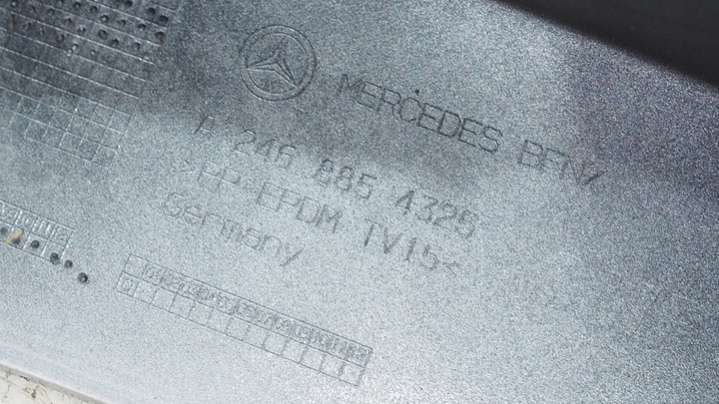 MERCEDES BENZ
A 246 885 4325
>PP EPDM TV15<
Germany